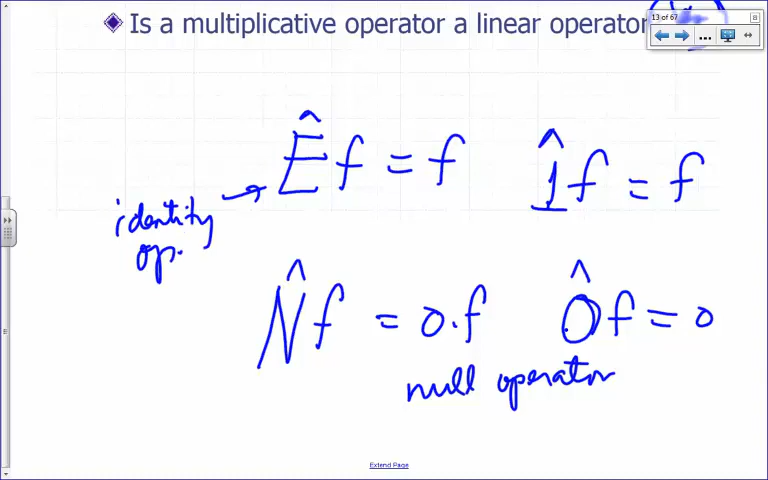 Is a multiplicative operator a linear operator
13 of 67
...
Êf = f
1̂f = f
identity
op.
N̂f = 0.f
Ôf = 0
null operator
Extend Page